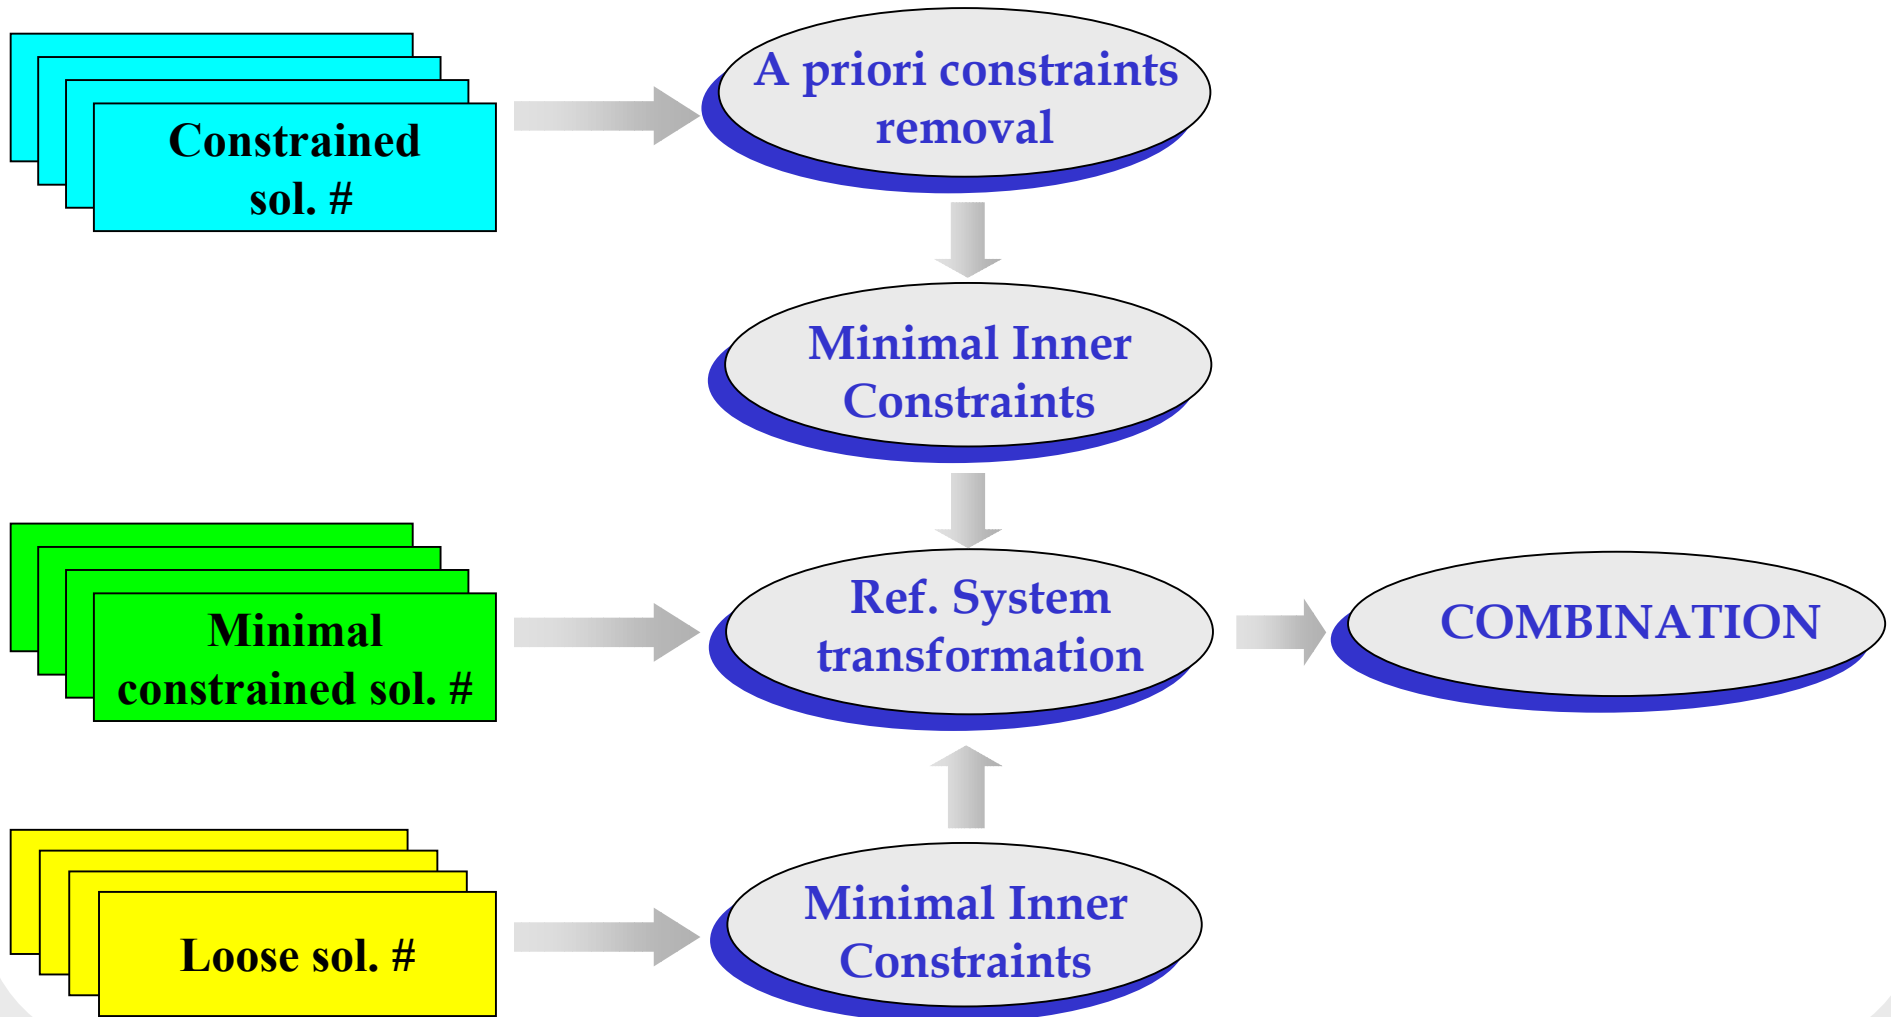 Constrained
sol. #
A priori constraints
removal
Minimal Inner
Constraints
Minimal
constrained sol. #
Ref. System
transformation
COMBINATION
Loose sol. #
Minimal Inner
Constraints